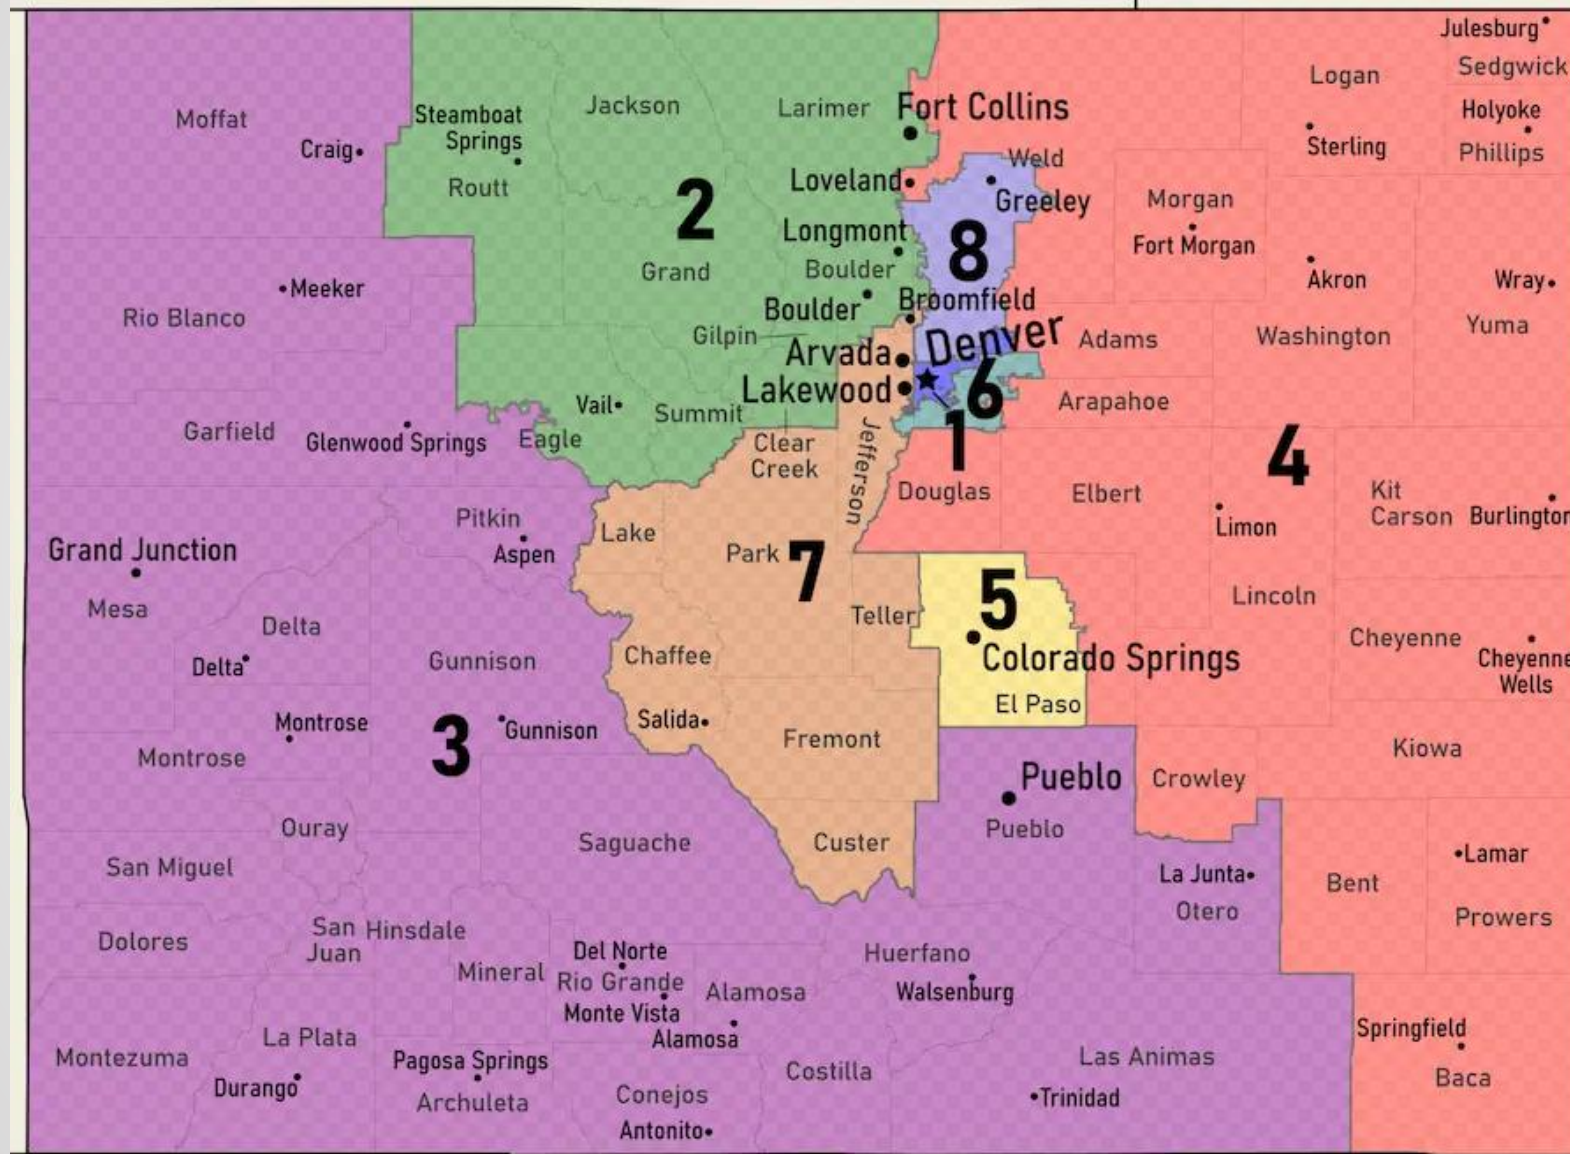 Julesburg
Sedgwick
Logan
Holyoke
Phillips
Sterling
Moffat
Craig
Steamboat
Springs
Routt
Jackson
Larimer
Fort Collins
Loveland
2
Weld
Greeley
Morgan
Fort Morgan
Longmont
Boulder
Boulder
8
Broomfield
Grand
Gilpin
Akron
Wray
Yuma
Washington
Meeker
Rio Blanco
Arvada
Denver
Lakewood
Adams
Arapahoe
6
1
Vail
Summit
Eagle
Garfield
Glenwood Springs
Clear
Creek
Jefferson
Douglas
Elbert
4
Limon
Kit
Carson
Burlington
Pitkin
Aspen
Lake
Park
7
Grand Junction
Mesa
Delta
Delta
Gunnison
Teller
5
Colorado Springs
El Paso
Lincoln
Cheyenne
Cheyenne
Wells
Chaffee
Salida
Fremont
Montrose
Montrose
3
Gunnison
Kiowa
Crowley
Pueblo
Pueblo
Ouray
San Miguel
Saguache
Custer
La Junta
Otero
Bent
Lamar
Prowers
Dolores
San
Juan
Hinsdale
Mineral
Del Norte
Rio Grande
Monte Vista
Alamosa
Alamosa
Huerfano
Walsenburg
La Plata
Montezuma
Durango
Pagosa Springs
Archuleta
Conejos
Antonito
Costilla
Las Animas
Trinidad
Springfield
Baca